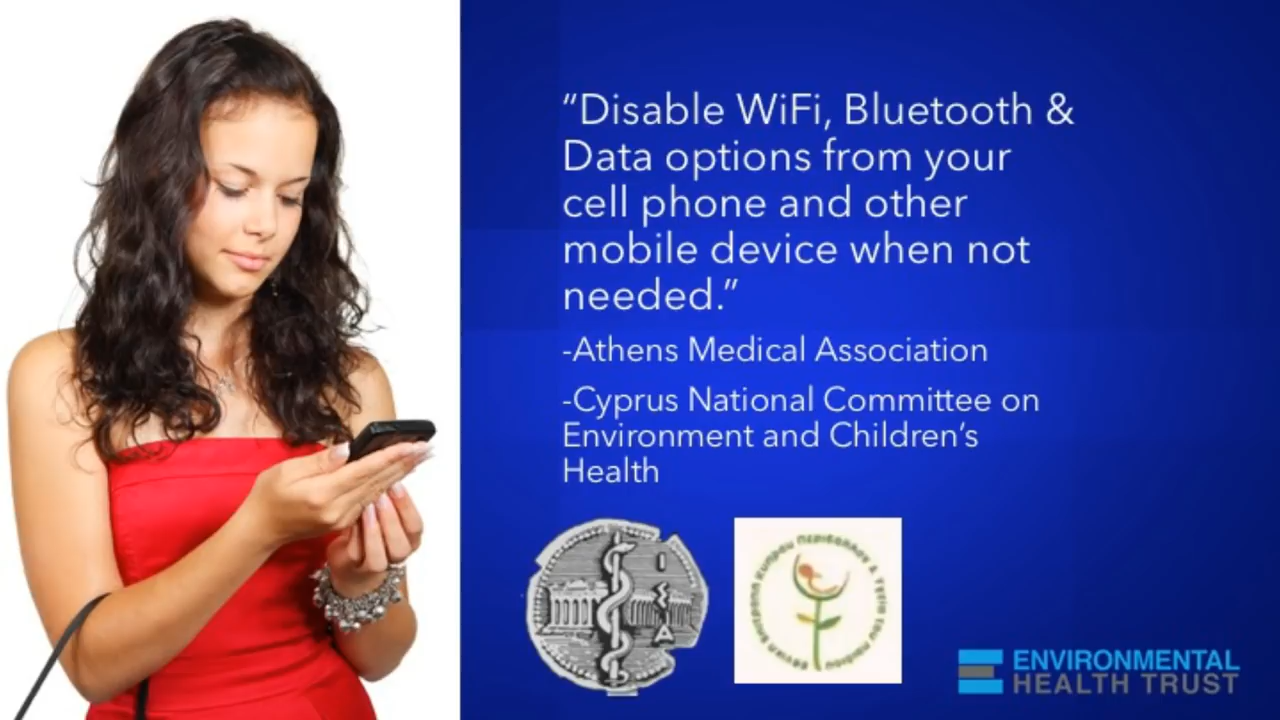 “Disable WiFi, Bluetooth &
Data options from your
cell phone and other
mobile device when not
needed.”
-Athens Medical Association
-Cyprus National Committee on
Environment and Children’s
Health
Ι
Σ
Α
ENVIRONMENTAL
HEALTH TRUST